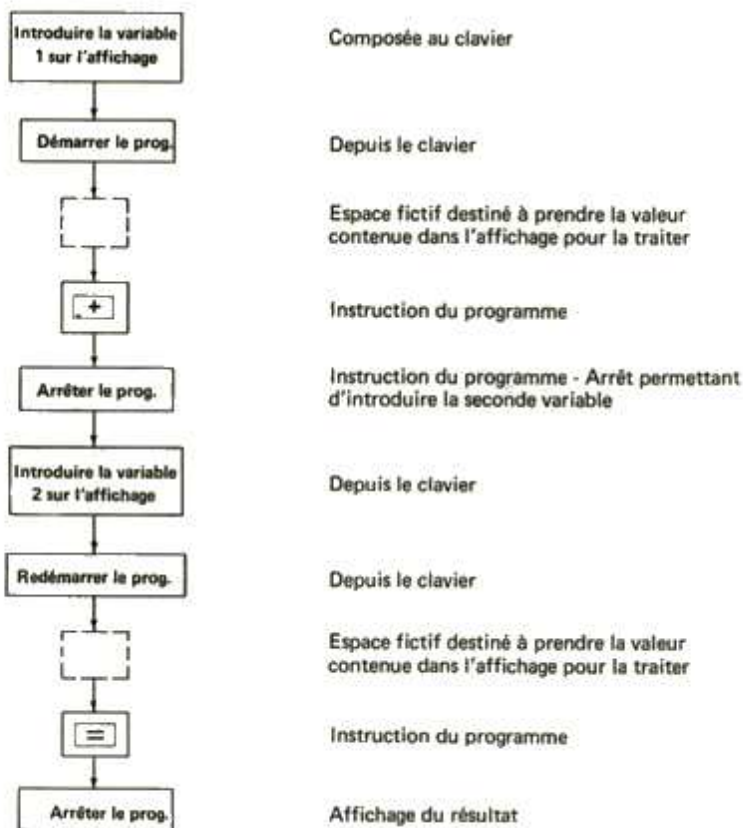 Introduire la variable
1 sur l'affichage
Composée au clavier
Démarrer le prog.
Depuis le clavier
Espace fictif destiné à prendre la valeur
contenue dans l'affichage pour la traiter
+
Instruction du programme
Arrêter le prog.
Instruction du programme - Arrêt permettant
d'introduire la seconde variable
Introduire la variable
2 sur l'affichage
Depuis le clavier
Redémarrer le prog.
Depuis le clavier
Espace fictif destiné à prendre la valeur
contenue dans l'affichage pour la traiter
=
Instruction du programme
Arrêter le prog.
Affichage du résultat